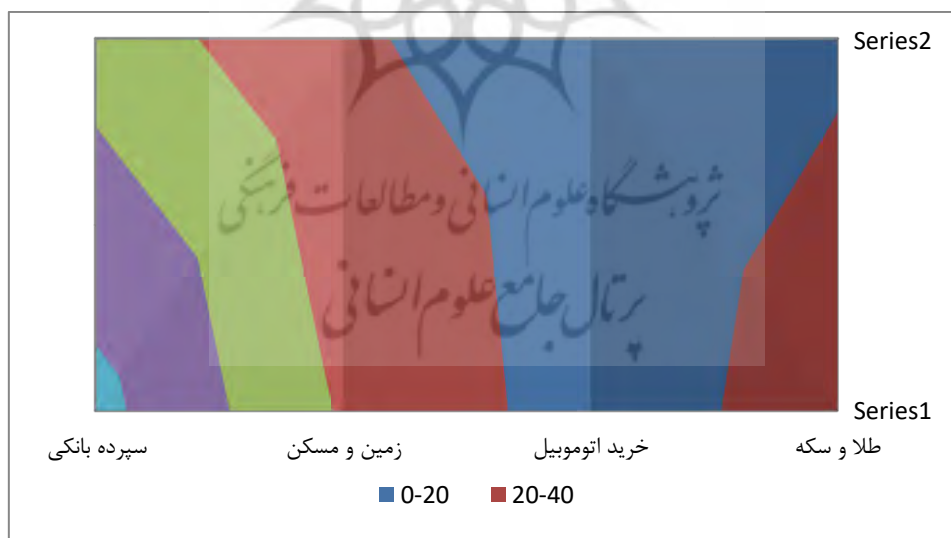 Series2
پژوهشگاه علوم انسانی و مطالعات فرهنگی
پرتال جامع علوم انسانی
Series1
سپرده بانکی زمین و مسکن خرید اتوموبیل طلا و سکه
0-20 20-40